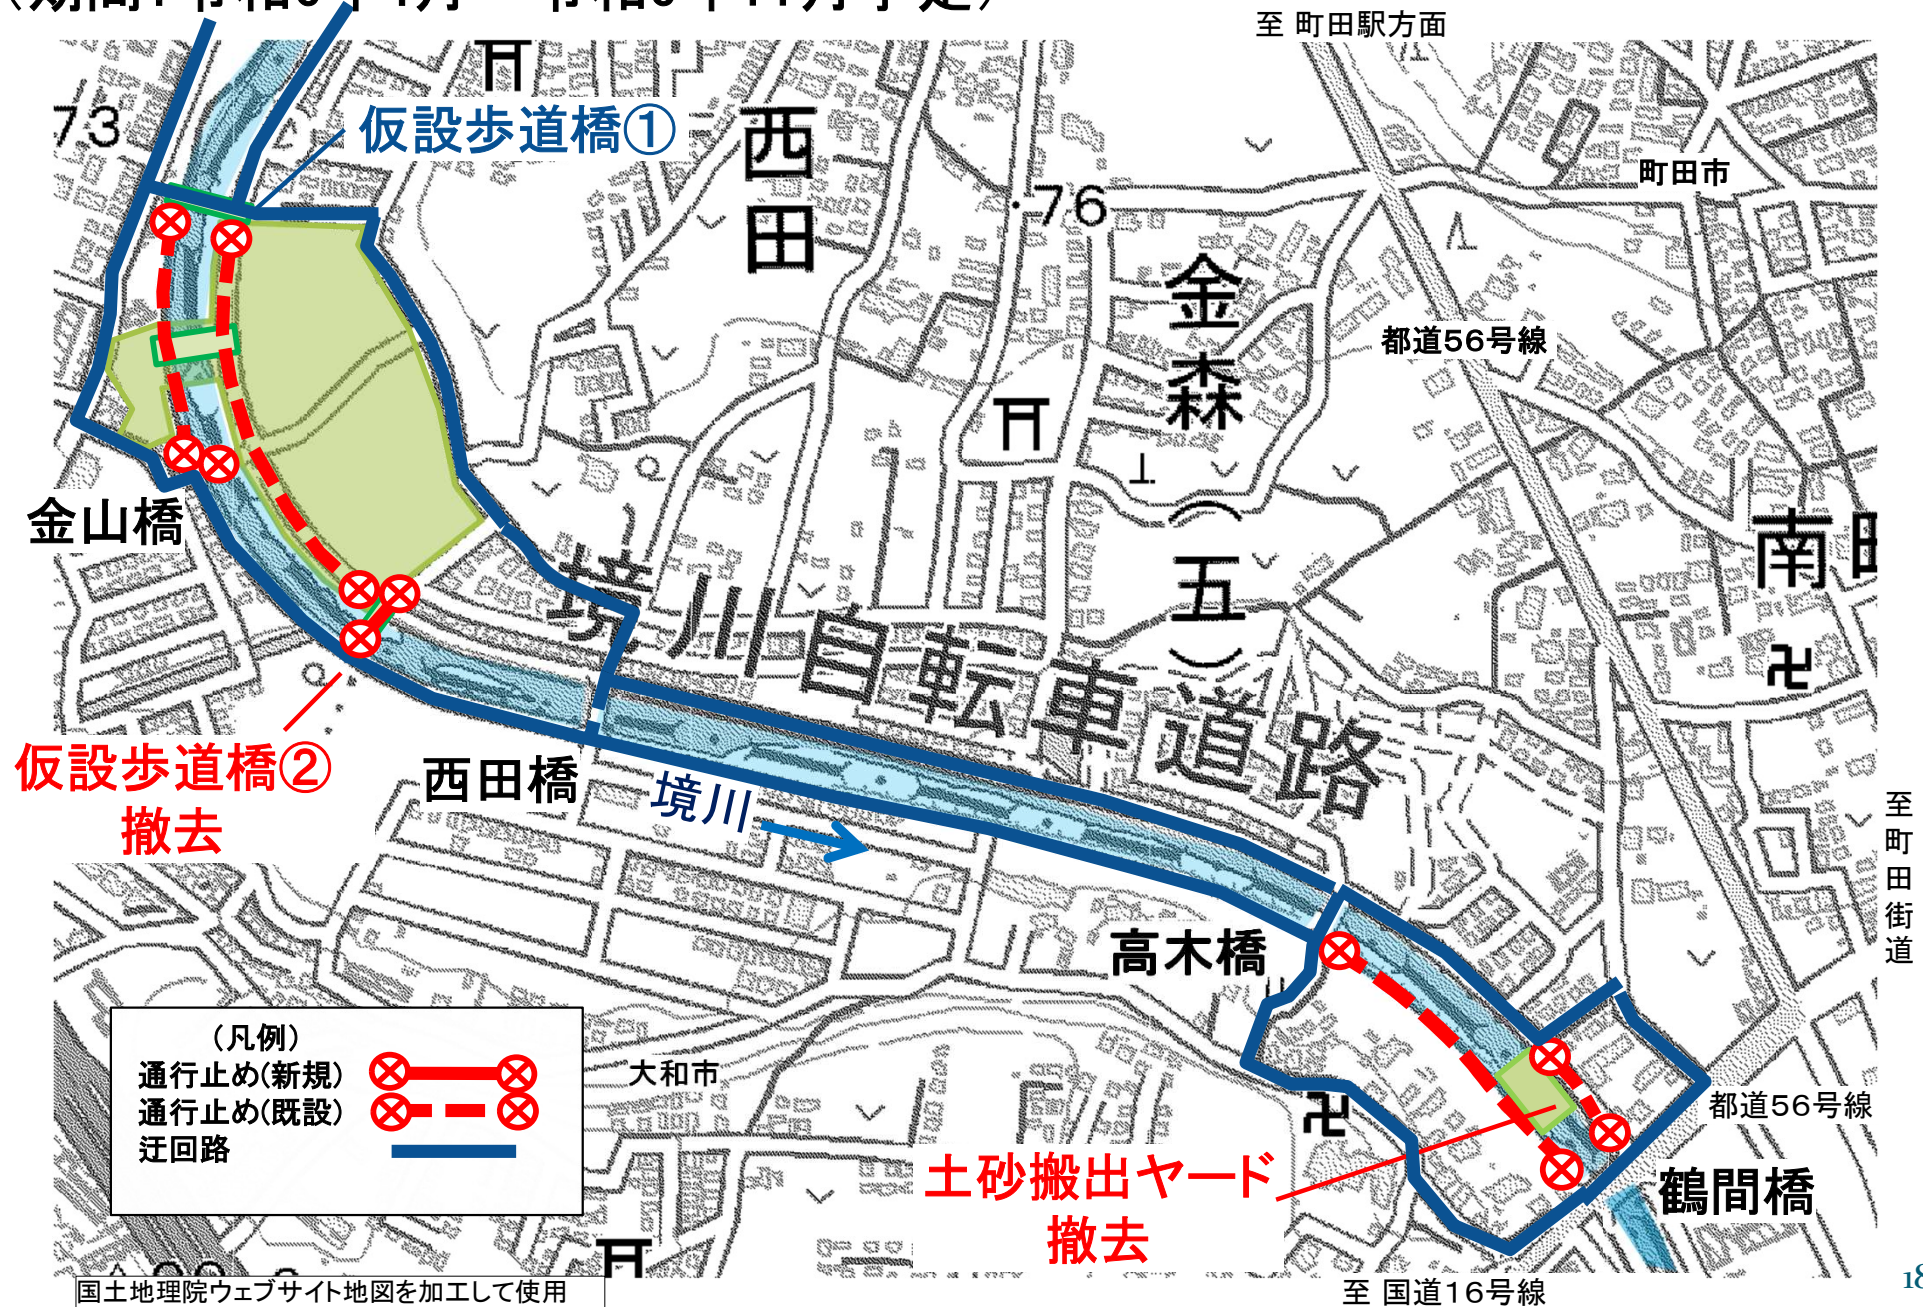 至 町田駅方面
73
仮設歩道橋①
西田
町田市
・76
金森(五)
都道56号線
南町
金山橋
境川自転車道路
仮設歩道橋②
撤去
西田橋
境川
至町田街道
高木橋
(凡例)
通行止め(新規)
通行止め(既設)
迂回路
大和市
都道56号線
土砂搬出ヤード
撤去
鶴間橋
国土地理院ウェブサイト地図を加工して使用
至 国道16号線